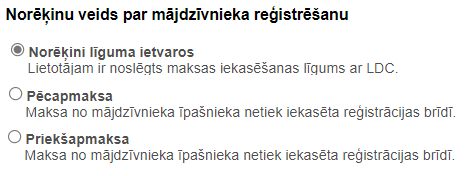 Norēķinu veids par mājdzīvnieka reģistrēšanu
Norēķini līguma ietvaros
Lietotājam ir noslēgts maksas iekasēšanas līgums ar LDC.
Pēcapmaksa
Maksa no mājdzīvnieka īpašnieka netiek iekasēta reģistrācijas brīdī.
Priekšapmaksa
Maksa no mājdzīvnieka īpašnieka netiek iekasēta reģistrācijas brīdī.